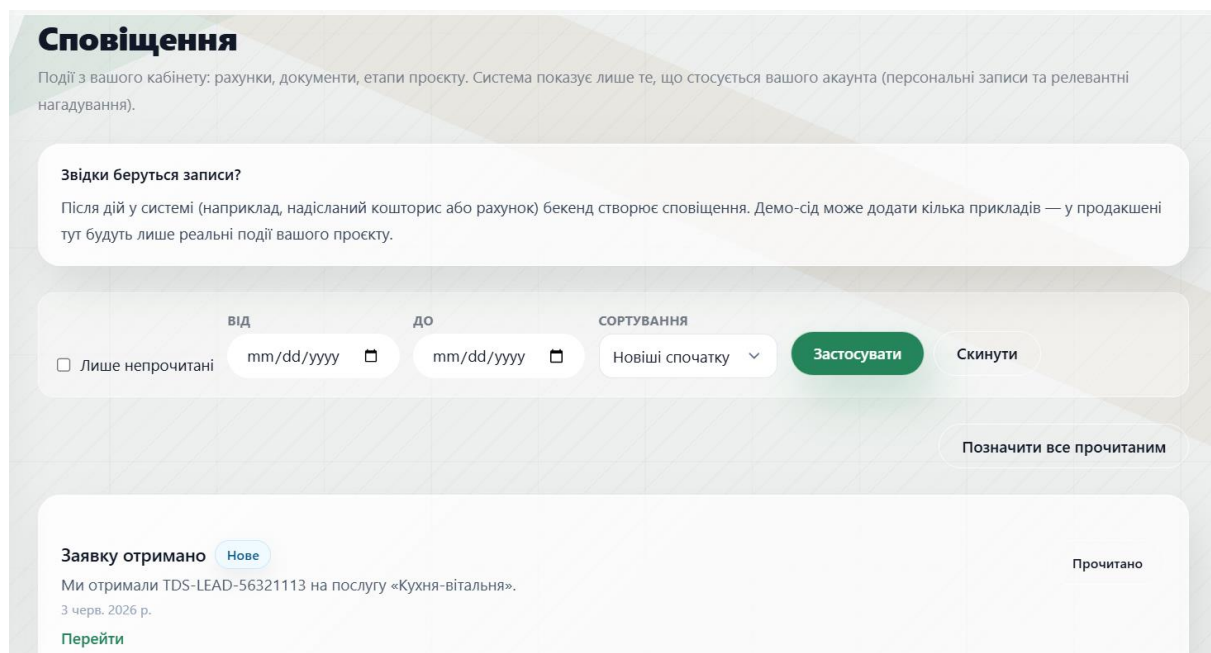 Сповіщення
Події з вашого кабінету: рахунки, документи, етапи проєкту. Система показує лише те, що стосується вашого акаунта (персональні записи та релевантні
нагадування).
Звідки беруться записи?
Після дій у системі (наприклад, надісланий кошторис або рахунок) бекенд створює сповіщення. Демо-сід може додати кілька прикладів — у продакшені
тут будуть лише реальні події вашого проєкту.
ВІД ДО СОРТУВАННЯ
Лише непрочитані mm/dd/yyyy mm/dd/yyyy Новіші спочатку Застосувати Скинути
Позначити все прочитаним
Заявку отримано Нове Прочитано
Ми отримали TDS-LEAD-56321113 на послугу «Кухня-вітальня».
3 черв. 2026 р.
Перейти